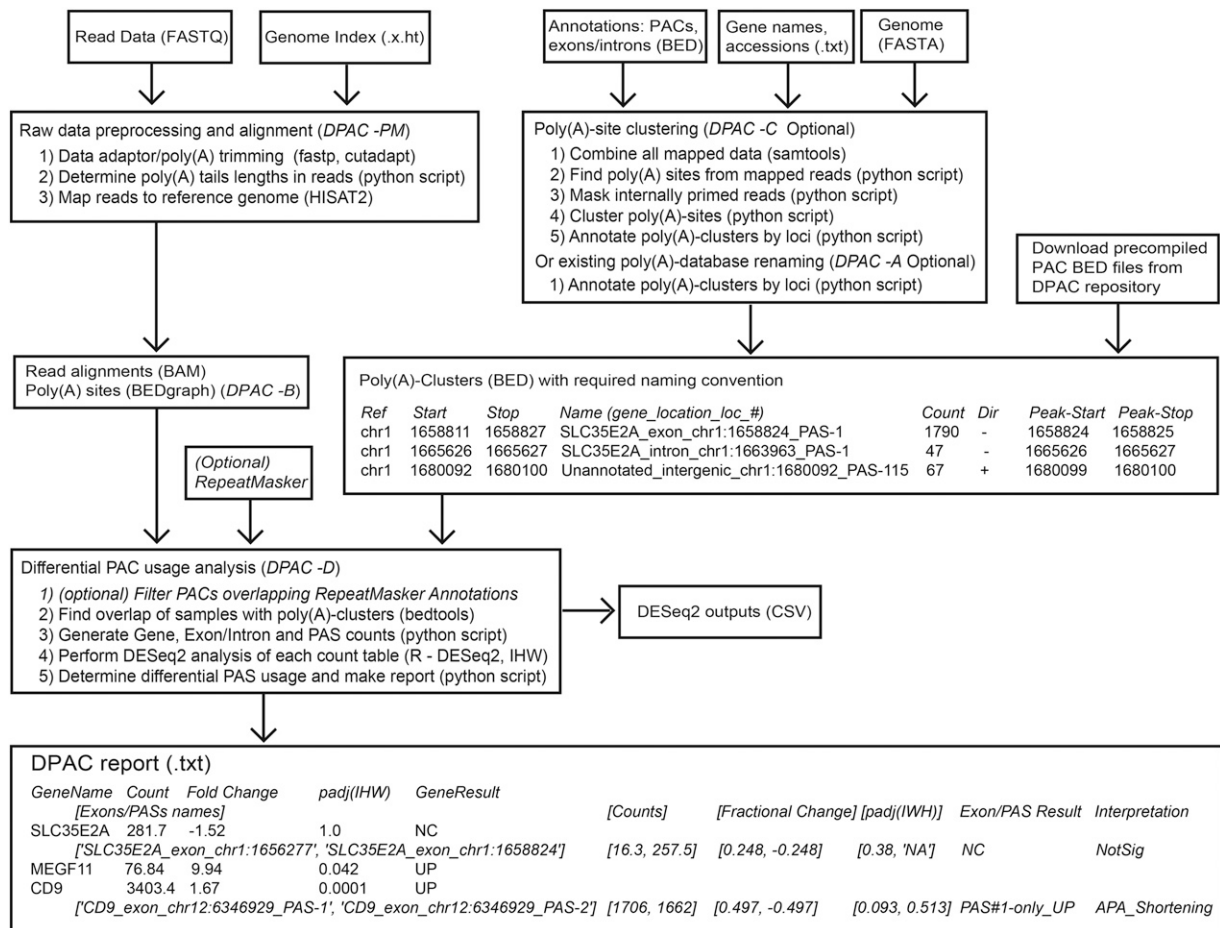 Read Data (FASTQ)
Genome Index (.x.ht)
Annotations: PACs,
exons/introns (BED)
Gene names,
accessions (.txt)
Genome
(FASTA)
Raw data preprocessing and alignment (DPAC -PM)
1) Data adaptor/poly(A) trimming (fastp, cutadapt)
2) Determine poly(A) tails lengths in reads (python script)
3) Map reads to reference genome (HISAT2)
Poly(A)-site clustering (DPAC -C Optional)
1) Combine all mapped data (samtools)
2) Find poly(A) sites from mapped reads (python script)
3) Mask internally primed reads (python script)
4) Cluster poly(A)-sites (python script)
5) Annotate poly(A)-clusters by loci (python script)
Or existing poly(A)-database renaming (DPAC -A Optional)
1) Annotate poly(A)-clusters by loci (python script)
Download precompiled
PAC BED files from
DPAC repository
Read alignments (BAM)
Poly(A) sites (BEDgraph) (DPAC -B)
Poly(A)-Clusters (BED) with required naming convention
Ref Start Stop Name (gene_location_loc_#) Count Dir Peak-Start Peak-Stop
chr1 1658811 1658827 SLC35E2A_exon_chr1:1658824_PAS-1 1790 - 1658824 1658825
chr1 1665626 1665627 SLC35E2A_intron_chr1:1663963_PAS-1 47 - 1665626 1665627
chr1 1680092 1680100 Unannotated_intergenic_chr1:1680092_PAS-115 67 + 1680099 1680100
(Optional)
RepeatMasker
Differential PAC usage analysis (DPAC -D)
1) (optional) Filter PACs overlapping RepeatMasker Annotations
2) Find overlap of samples with poly(A)-clusters (bedtools)
3) Generate Gene, Exon/Intron and PAS counts (python script)
4) Perform DESeq2 analysis of each count table (R - DESeq2, IHW)
5) Determine differential PAS usage and make report (python script)
DESeq2 outputs (CSV)
DPAC report (.txt)
GeneName Count Fold Change padj(IHW) GeneResult
[Exons/PASs names] [Counts] [Fractional Change] [padj(IWH)] Exon/PAS Result Interpretation
SLC35E2A 281.7 -1.52 1.0 NC
['SLC35E2A_exon_chr1:1656277', 'SLC35E2A_exon_chr1:1658824'] [16.3, 257.5] [0.248, -0.248] [0.38, 'NA'] NC NotSig
MEGF11 76.84 9.94 0.042 UP
CD9 3403.4 1.67 0.0001 UP
['CD9_exon_chr12:6346929_PAS-1', 'CD9_exon_chr12:6346929_PAS-2'] [1706, 1662] [0.497, -0.497] [0.093, 0.513] PAS#1-only_UP APA_Shortening